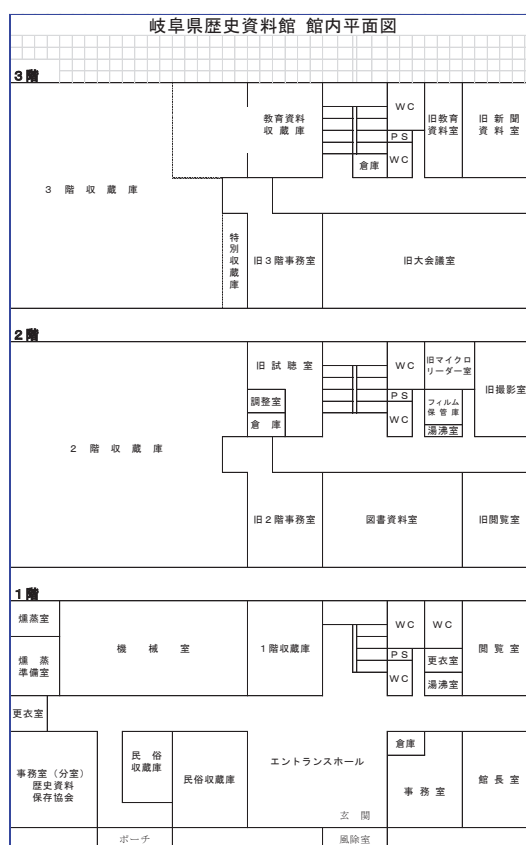 岐阜県歴史資料館 館内平面図
3階
教育資料
収蔵庫
WC
PS
倉庫
WC
旧教育
資料室
旧新聞
資料室
3階収蔵庫
特別収蔵庫
旧3階事務室
旧大会議室
2階
旧試聴室
調整室
倉庫
WC
PS
WC
旧マイクロ
リーダー室
フィルム
保管庫
湯沸室
旧撮影室
2階収蔵庫
旧2階事務室
図書資料室
旧閲覧室
1階
燻蒸室
燻蒸
準備室
機械室
1階収蔵庫
WC
PS
WC
WC
更衣室
湯沸室
閲覧室
更衣室
事務室（分室）
歴史資料
保存協会
民俗
収蔵庫
民俗収蔵庫
エントランスホール
倉庫
事務室
館長室
玄関
ポーチ
風除室